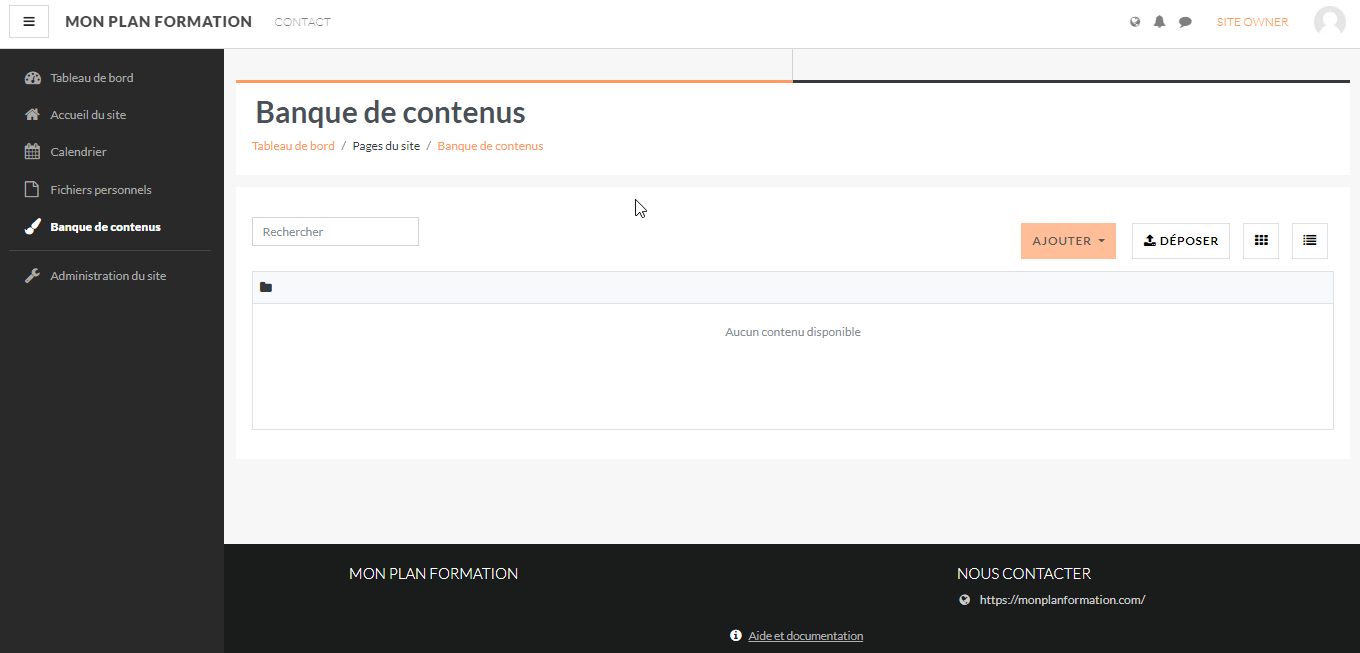 MON PLAN FORMATION
CONTACT
SITE OWNER
Tableau de bord
Accueil du site
Calendrier
Fichiers personnels
Banque de contenus
Administration du site
Banque de contenus
Tableau de bord / Pages du site / Banque de contenus
Rechercher
AJOUTER
DÉPOSER
Aucun contenu disponible
MON PLAN FORMATION
NOUS CONTACTER
https://monplanformation.com/
Aide et documentation